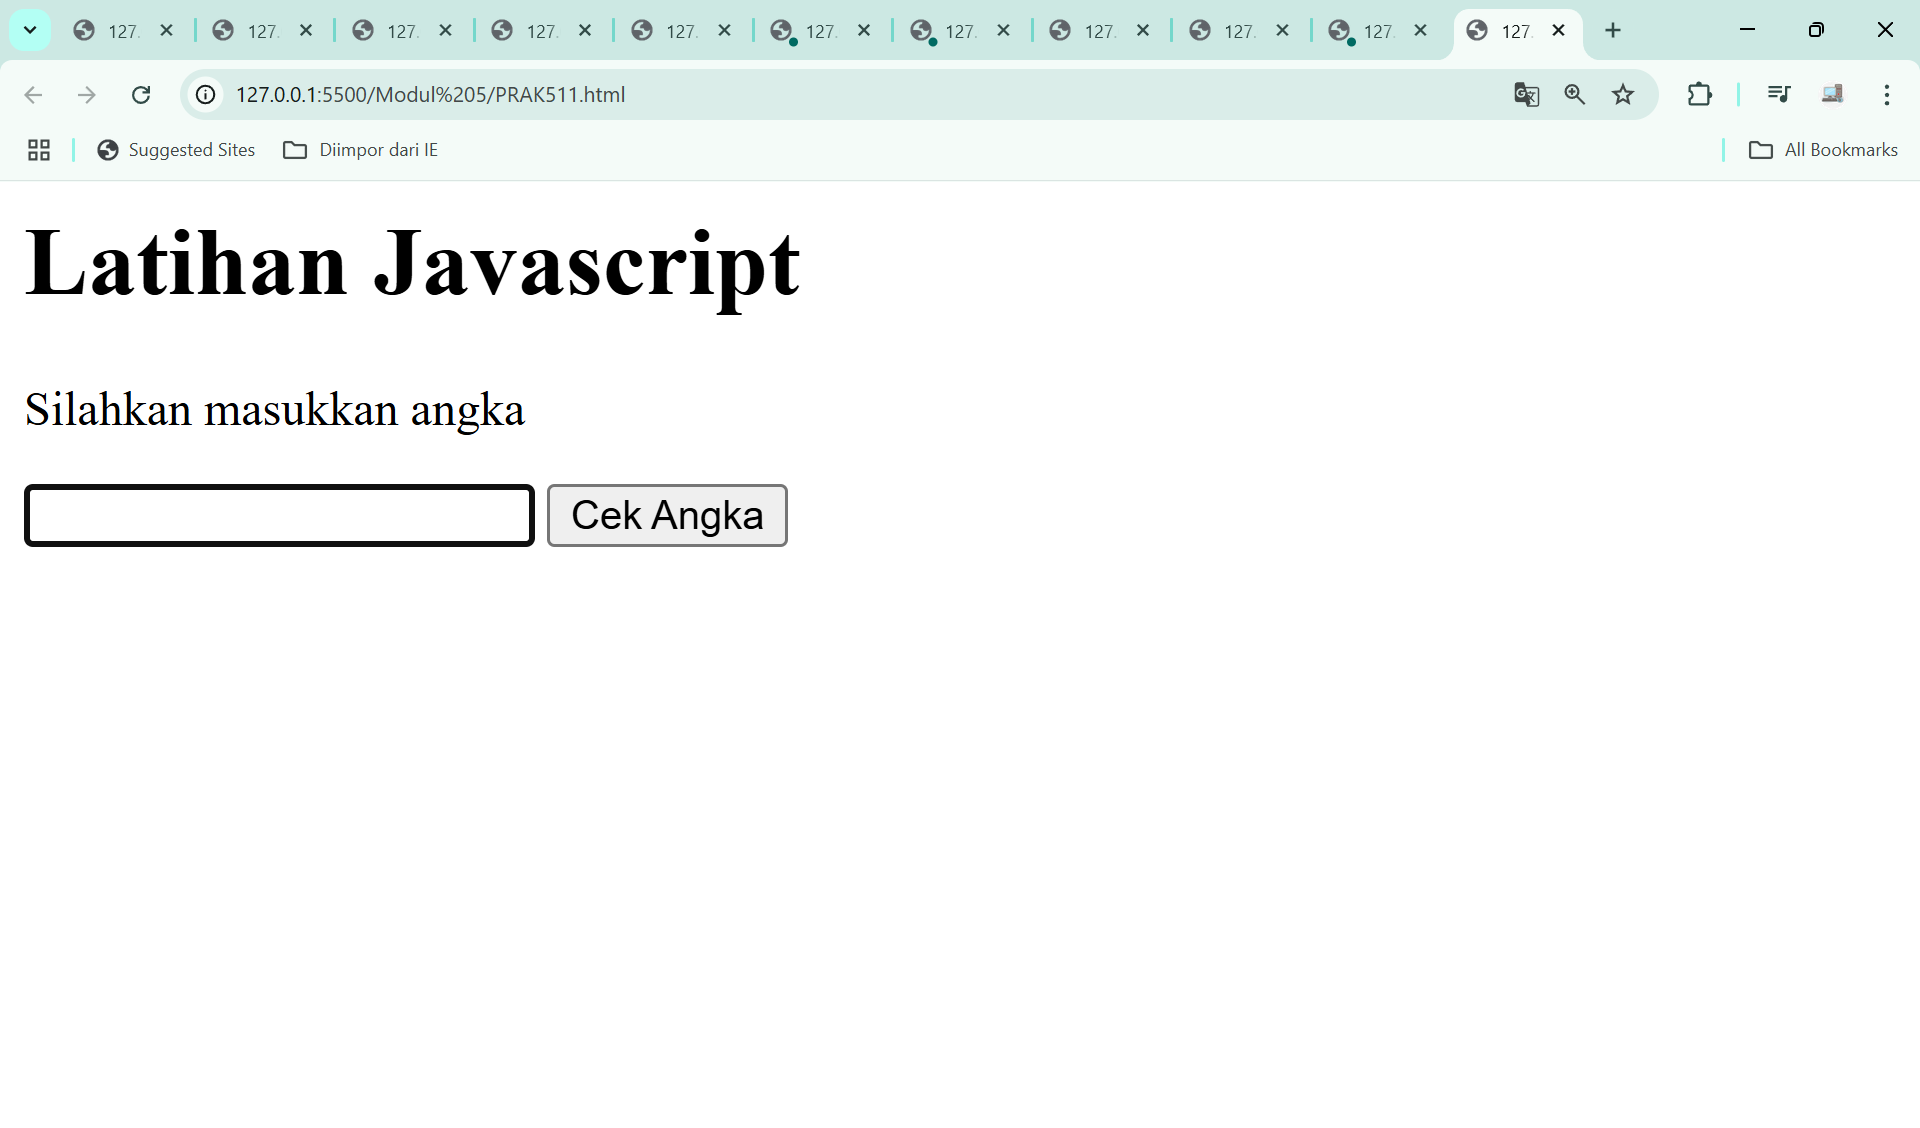 127. 127. 127. 127. 127. 127. 127. 127. 127. 127. 127.
127.0.0.1:5500/Modul%205/PRAK511.html
Suggested Sites Diimpor dari IE All Bookmarks
Latihan Javascript
Silahkan masukkan angka
Cek Angka